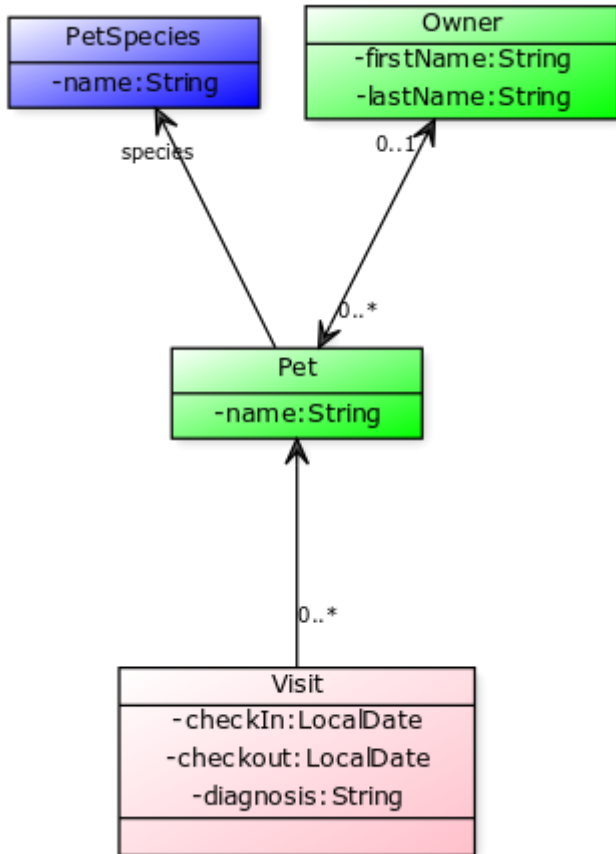 PetSpecies
-name:String
Owner
-firstName:String
-lastName:String
species
0..1
0..*
Pet
-name:String
0..*
Visit
-checkIn:LocalDate
-checkout:LocalDate
-diagnosis:String